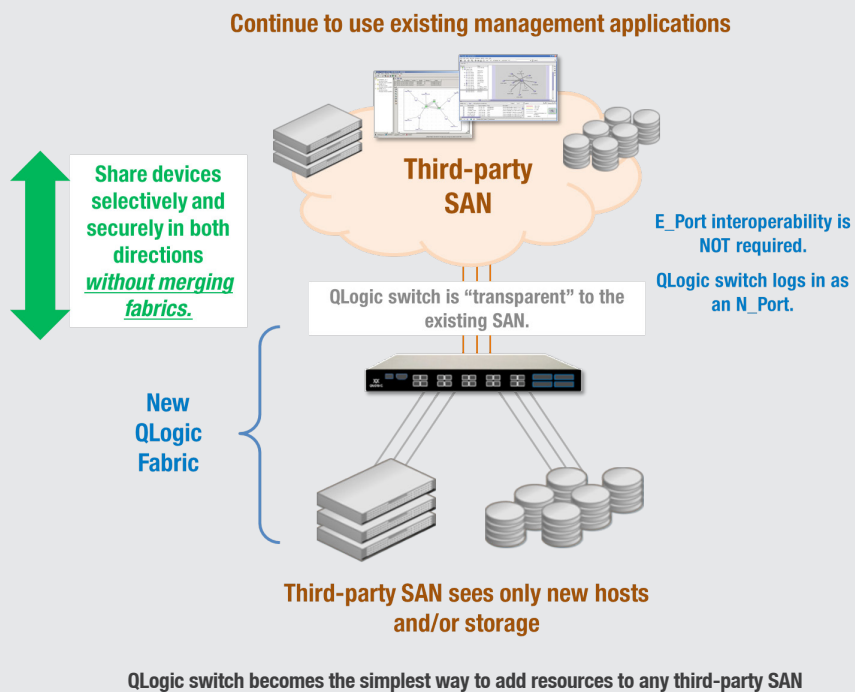 Continue to use existing management applications
Third-party
SAN
Share devices
selectively and
securely in both
directions
without merging
fabrics.
E_Port interoperability is
NOT required.
QLogic switch logs in as
an N_Port.
QLogic switch is “transparent” to the
existing SAN.
New
QLogic
Fabric
Third-party SAN sees only new hosts
and/or storage
QLogic switch becomes the simplest way to add resources to any third-party SAN